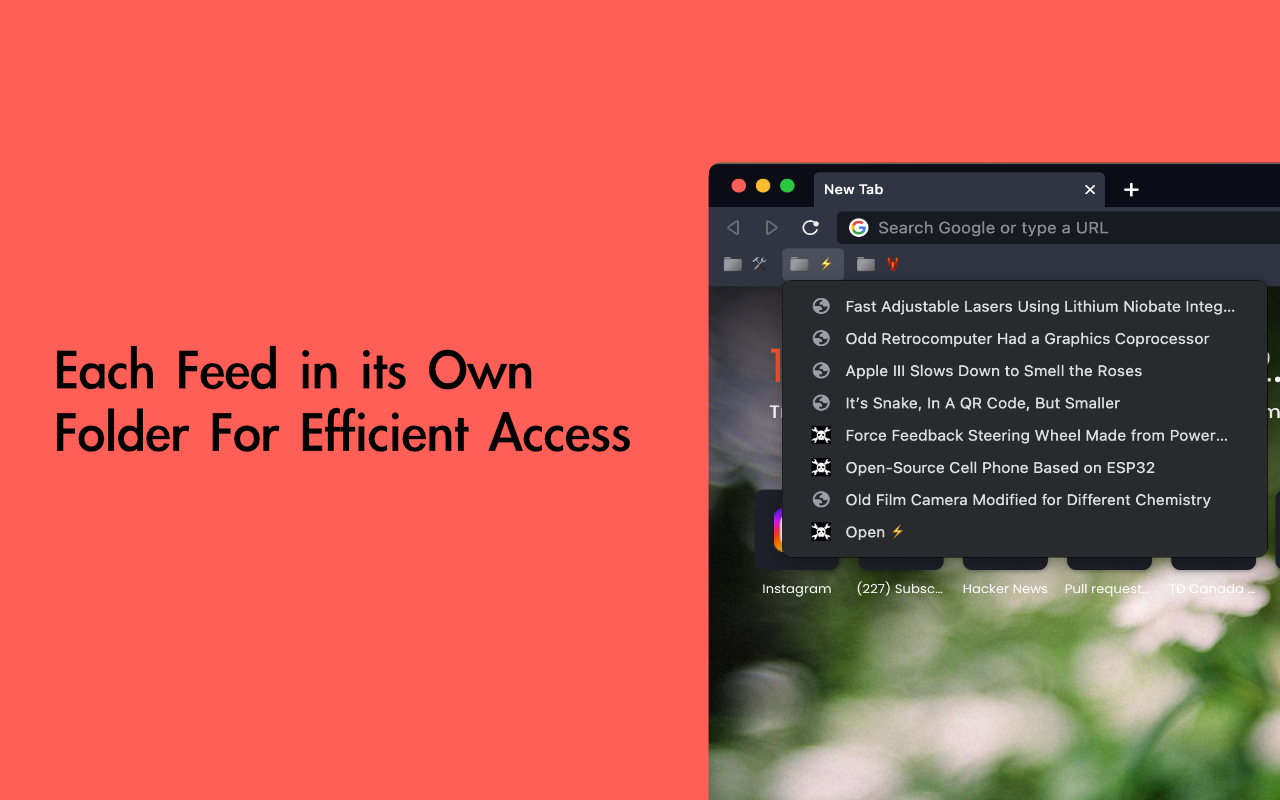 Each Feed in its Own
Folder For Efficient Access
New Tab
Search Google or type a URL
Fast Adjustable Lasers Using Lithium Niobate Integ...
Odd Retrocomputer Had a Graphics Coprocessor
Apple III Slows Down to Smell the Roses
It’s Snake, In A QR Code, But Smaller
Force Feedback Steering Wheel Made from Power...
Open-Source Cell Phone Based on ESP32
Old Film Camera Modified for Different Chemistry
Open ⚡
Instagram
(227) Subsc...
Hacker News
Pull request...
TD Canada ...